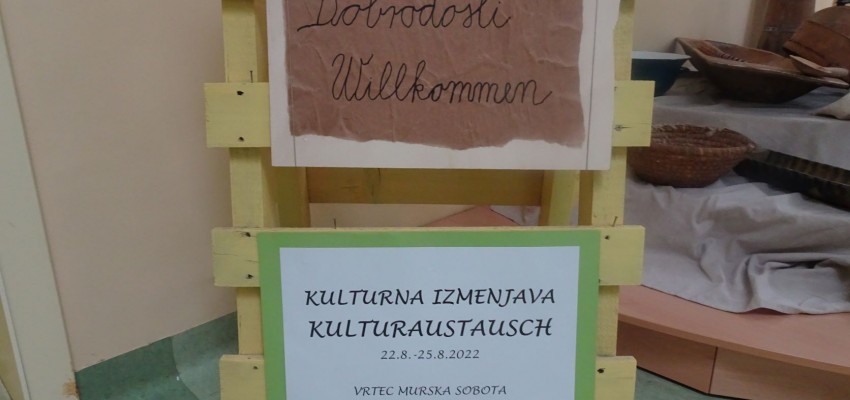 Dobrodošli
Willkommen
KULTURNA IZMENJAVA
KULTURAUSTAUSCH
22.8.-25.8.2022
VRTEC MURSKA SOBOTA